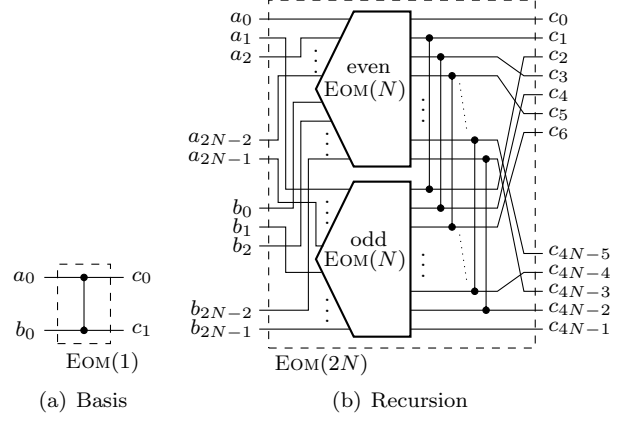 a₀
b₀
c₀
c₁
EOM(1)
(a) Basis
a₀
a₁
a₂
⋮
a₂N−2
a₂N−1
b₀
b₁
b₂
⋮
b₂N−2
b₂N−1
even
EOM(N)
odd
EOM(N)
c₀
c₁
c₂
c₃
c₄
c₅
c₆
c₄N−5
c₄N−4
c₄N−3
c₄N−2
c₄N−1
EOM(2N)
(b) Recursion